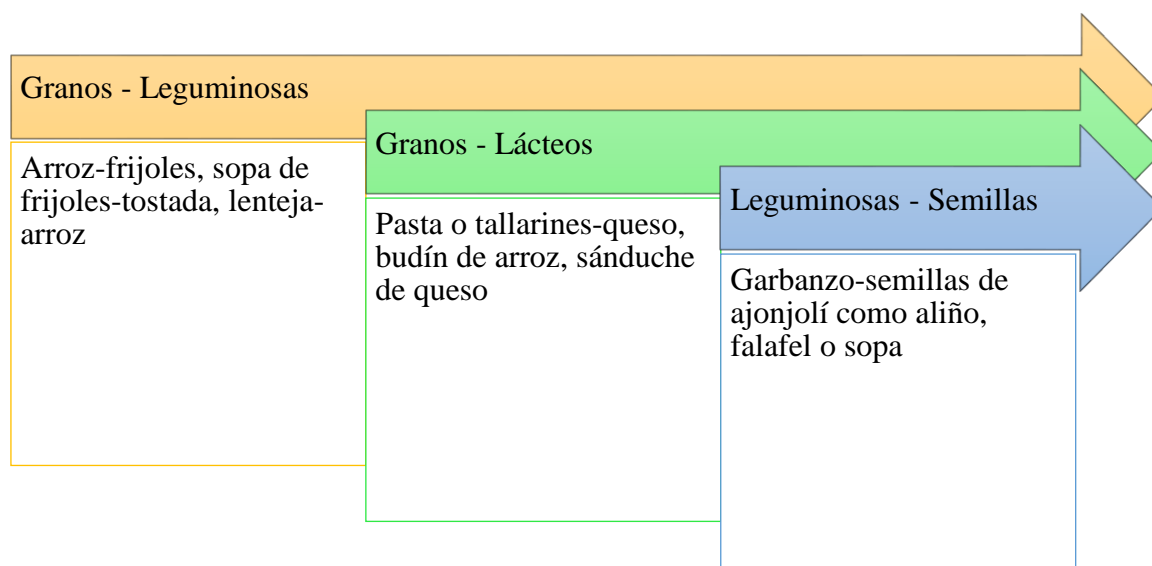 Granos - Leguminosas
Arroz-frijoles, sopa de
frijoles-tostada, lenteja-
arroz
Granos - Lácteos
Pasta o tallarines-queso,
budín de arroz, sánduche
de queso
Leguminosas - Semillas
Garbanzo-semillas de
ajonjolí como aliño,
falafel o sopa